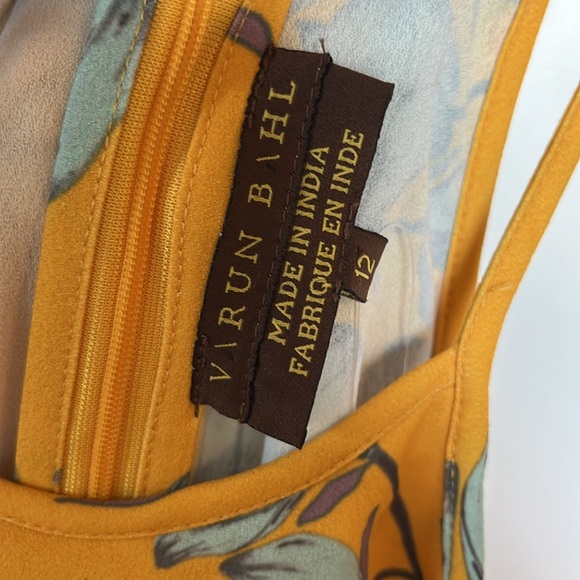 VARUN BAHL
MADE IN INDIA
FABRIQUE EN INDE
12